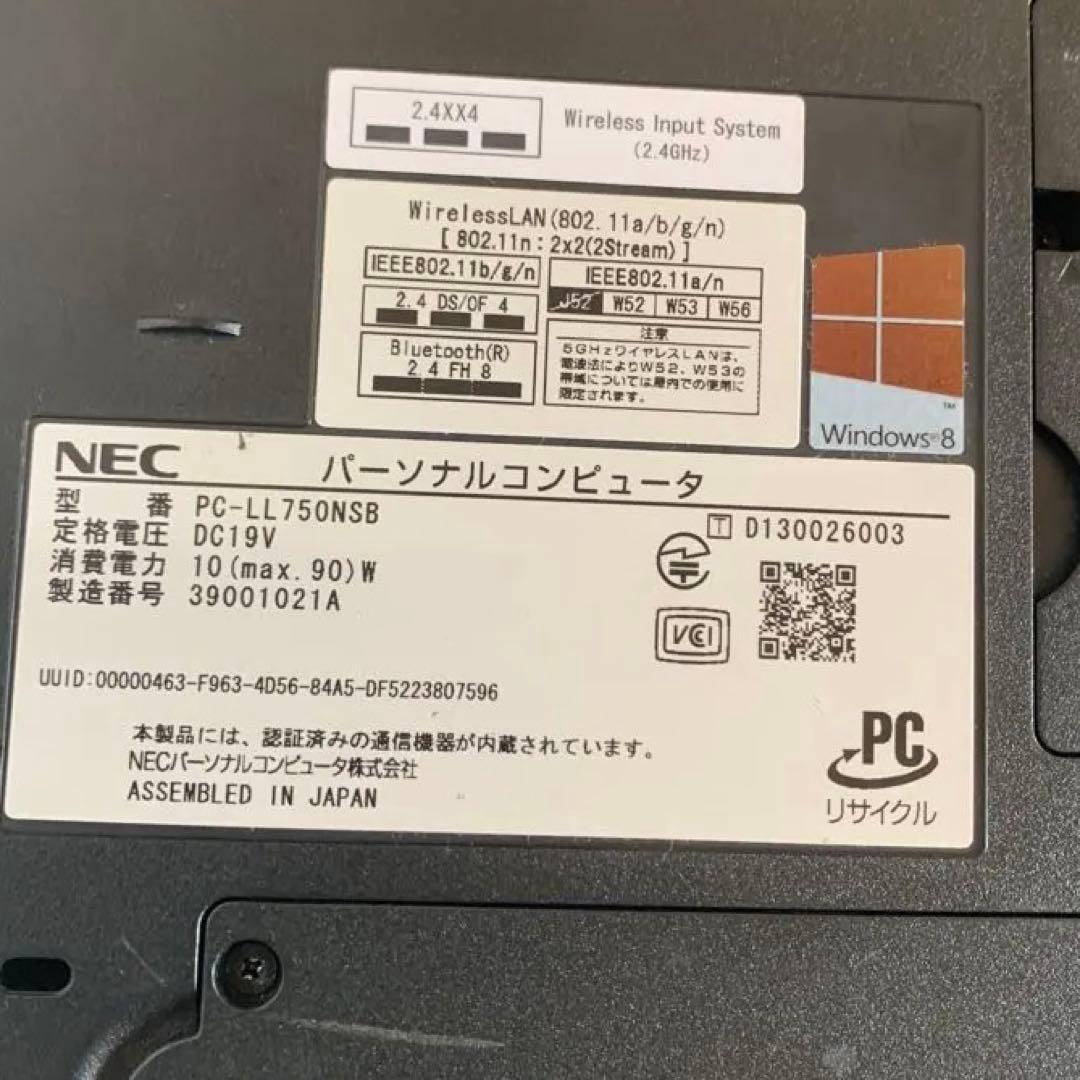 2.4XX4
Wireless Input System
(2.4GHz)
WirelessLAN(802.11a/b/g/n)
[ 802.11n：2x2(2Stream) ]
IEEE802.11b/g/n
IEEE802.11a/n
2.4 DS/OF 4
J52 W52 W53 W56
Bluetooth(R)
2.4 FH 8
注意
5GHzワイヤレスLANは、
電波法によりW52、W53の
帯域については屋内での使用に
限定されます。
Windows®8
TM
NEC パーソナルコンピュータ
型 番 PC-LL750NSB
定格電圧 DC19V
消費電力 10(max.90)W
製造番号 39001021A
T D130026003
VCI
UUID:00000463-F963-4D56-84A5-DF5223807596
本製品には、認証済みの通信機器が内蔵されています。
NECパーソナルコンピュータ株式会社
ASSEMBLED IN JAPAN
PC
リサイクル